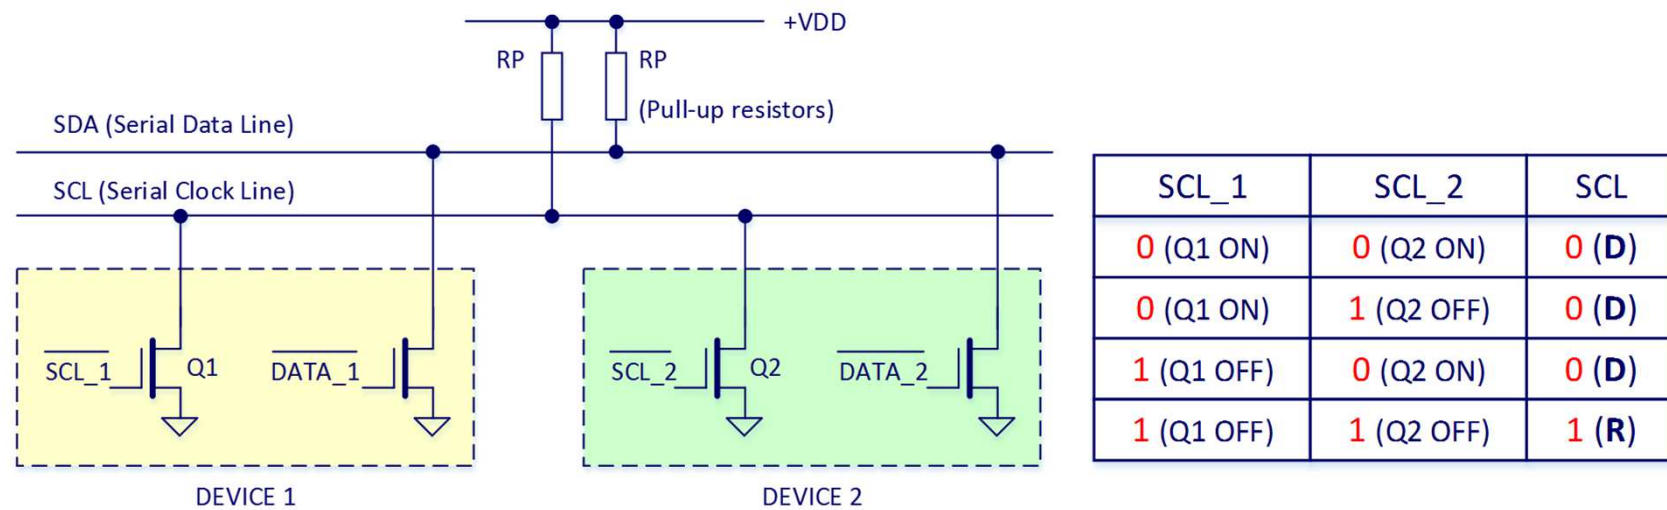 +VDD
RP
RP
(Pull-up resistors)
SDA (Serial Data Line)
SCL (Serial Clock Line)
SCL_1
Q1
DATA_1
SCL_2
Q2
DATA_2
DEVICE 1
DEVICE 2
SCL_1 SCL_2 SCL
0 (Q1 ON) 0 (Q2 ON) 0 (D)
0 (Q1 ON) 1 (Q2 OFF) 0 (D)
1 (Q1 OFF) 0 (Q2 ON) 0 (D)
1 (Q1 OFF) 1 (Q2 OFF) 1 (R)